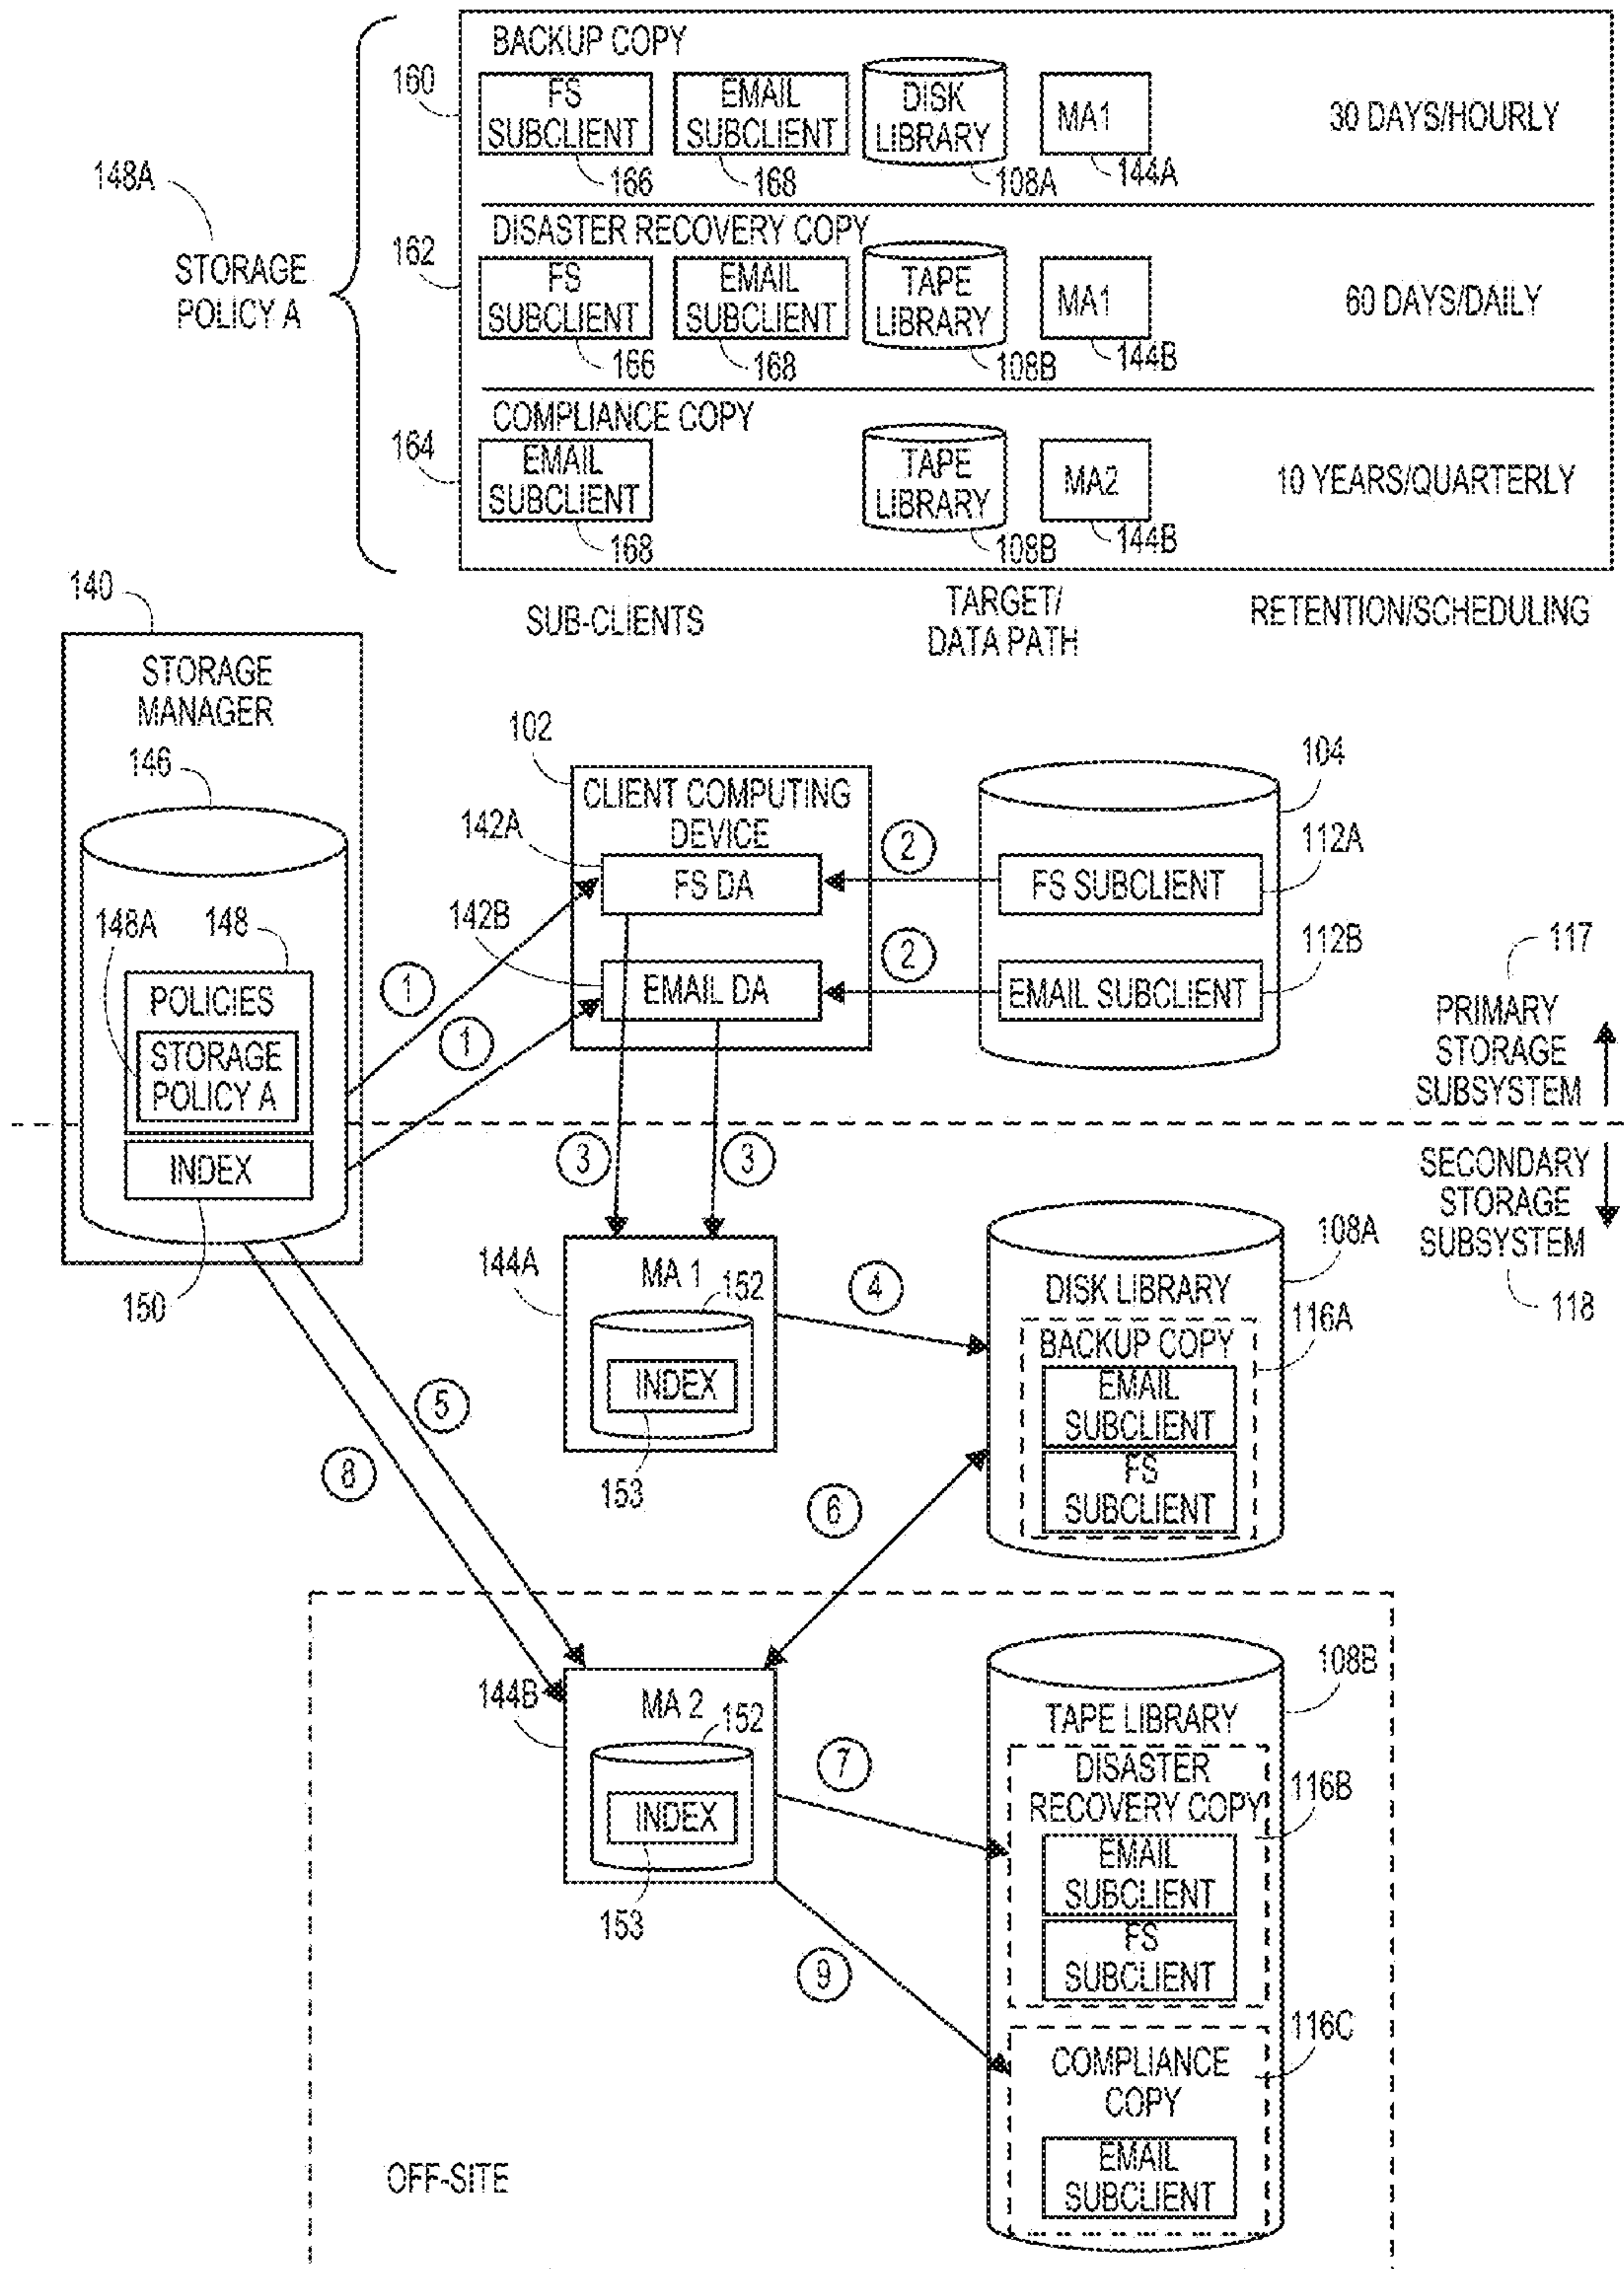 BACKUP COPY
160
FS
SUBCLIENT
166
EMAIL
SUBCLIENT
168
DISK
LIBRARY
108A
MA1
144A
30 DAYS/HOURLY
148A
STORAGE
POLICY A
DISASTER RECOVERY COPY
162
FS
SUBCLIENT
166
EMAIL
SUBCLIENT
168
TAPE
LIBRARY
108B
MA1
144B
60 DAYS/DAILY
COMPLIANCE COPY
164
EMAIL
SUBCLIENT
168
TAPE
LIBRARY
108B
MA2
144B
10 YEARS/QUARTERLY
SUB-CLIENTS
TARGET/
DATA PATH
RETENTION/SCHEDULING
140
STORAGE
MANAGER
146
148A
148
POLICIES
STORAGE
POLICY A
INDEX
150
102
CLIENT COMPUTING
DEVICE
142A
FS DA
142B
EMAIL DA
1
1
2
2
104
112A
FS SUBCLIENT
112B
EMAIL SUBCLIENT
117
PRIMARY
STORAGE
SUBSYSTEM
SECONDARY
STORAGE
SUBSYSTEM
118
3
3
144A
MA 1
152
INDEX
153
4
108A
DISK LIBRARY
116A
BACKUP COPY
EMAIL
SUBCLIENT
FS
SUBCLIENT
5
8
6
144B
MA 2
152
INDEX
153
7
9
108B
TAPE LIBRARY
DISASTER
RECOVERY COPY
116B
EMAIL
SUBCLIENT
FS
SUBCLIENT
116C
COMPLIANCE
COPY
EMAIL
SUBCLIENT
OFF-SITE